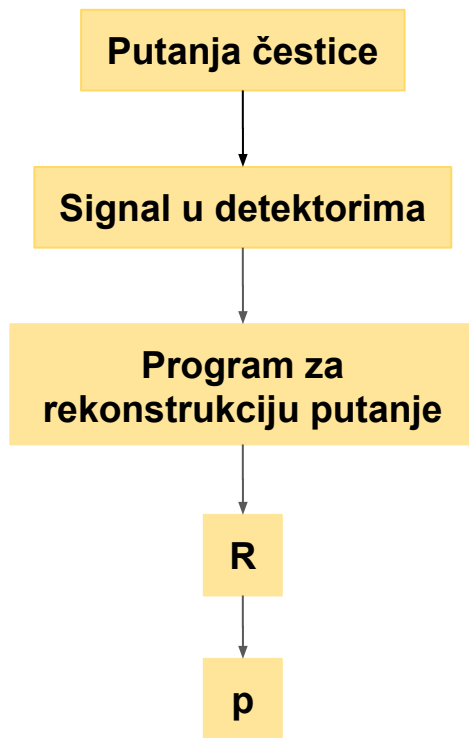 Putanja čestice
Signal u detektorima
Program za
rekonstrukciju putanje
R
p